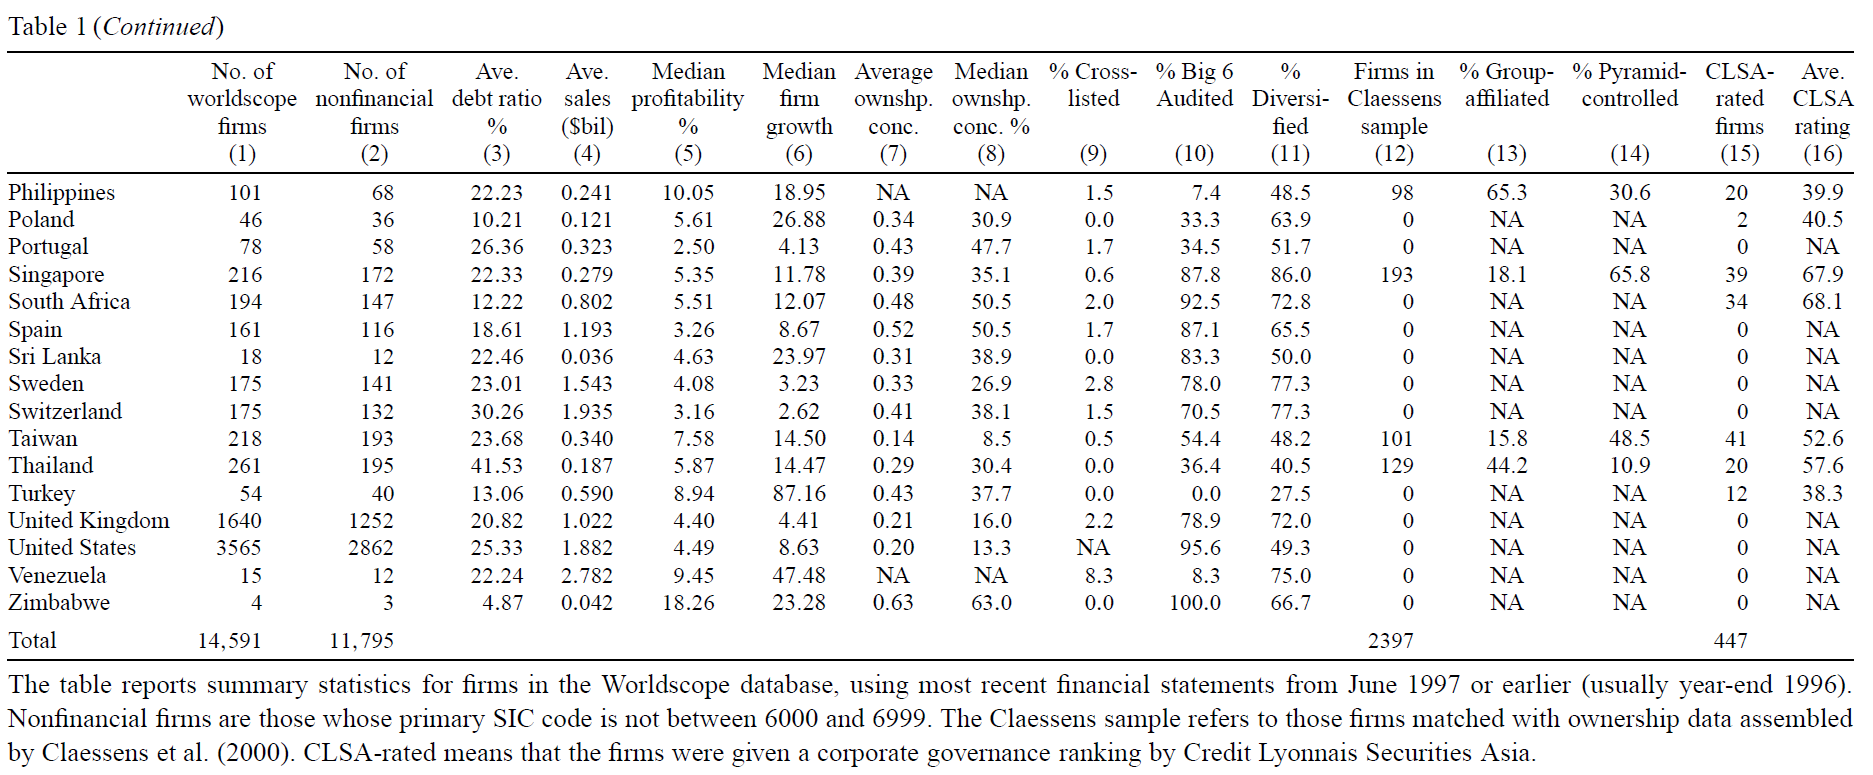 Table 1 (Continued)
No. of No. of Ave. Ave. Median Median Average Median % Cross- % Big 6 % Firms in % Group- % Pyramid- CLSA- Ave.
worldscope nonfinancial debt ratio sales profitability firm ownshp. ownshp. listed Audited Diversi- Claessens affiliated controlled rated CLSA
firms firms % ($bil) % growth conc. conc. % fied sample firms rating
(1) (2) (3) (4) (5) (6) (7) (8) (9) (10) (11) (12) (13) (14) (15) (16)
Philippines 101 68 22.23 0.241 10.05 18.95 NA NA 1.5 7.4 48.5 98 65.3 30.6 20 39.9
Poland 46 36 10.21 0.121 5.61 26.88 0.34 30.9 0.0 33.3 63.9 0 NA NA 2 40.5
Portugal 78 58 26.36 0.323 2.50 4.13 0.43 47.7 1.7 34.5 51.7 0 NA NA 0 NA
Singapore 216 172 22.33 0.279 5.35 11.78 0.39 35.1 0.6 87.8 86.0 193 18.1 65.8 39 67.9
South Africa 194 147 12.22 0.802 5.51 12.07 0.48 50.5 2.0 92.5 72.8 0 NA NA 34 68.1
Spain 161 116 18.61 1.193 3.26 8.67 0.52 50.5 1.7 87.1 65.5 0 NA NA 0 NA
Sri Lanka 18 12 22.46 0.036 4.63 23.97 0.31 38.9 0.0 83.3 50.0 0 NA NA 0 NA
Sweden 175 141 23.01 1.543 4.08 3.23 0.33 26.9 2.8 78.0 77.3 0 NA NA 0 NA
Switzerland 175 132 30.26 1.935 3.16 2.62 0.41 38.1 1.5 70.5 77.3 0 NA NA 0 NA
Taiwan 218 193 23.68 0.340 7.58 14.50 0.14 8.5 0.5 54.4 48.2 101 15.8 48.5 41 52.6
Thailand 261 195 41.53 0.187 5.87 14.47 0.29 30.4 0.0 36.4 40.5 129 44.2 10.9 20 57.6
Turkey 54 40 13.06 0.590 8.94 87.16 0.43 37.7 0.0 0.0 27.5 0 NA NA 12 38.3
United Kingdom 1640 1252 20.82 1.022 4.40 4.41 0.21 16.0 2.2 78.9 72.0 0 NA NA 0 NA
United States 3565 2862 25.33 1.882 4.49 8.63 0.20 13.3 NA 95.6 49.3 0 NA NA 0 NA
Venezuela 15 12 22.24 2.782 9.45 47.48 NA NA 8.3 8.3 75.0 0 NA NA 0 NA
Zimbabwe 4 3 4.87 0.042 18.26 23.28 0.63 63.0 0.0 100.0 66.7 0 NA NA 0 NA
Total 14,591 11,795 2397 447
The table reports summary statistics for firms in the Worldscope database, using most recent financial statements from June 1997 or earlier (usually year-end 1996).
Nonfinancial firms are those whose primary SIC code is not between 6000 and 6999. The Claessens sample refers to those firms matched with ownership data assembled
by Claessens et al. (2000). CLSA-rated means that the firms were given a corporate governance ranking by Credit Lyonnais Securities Asia.